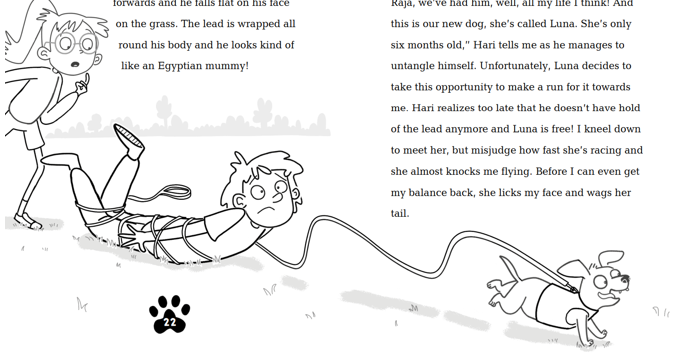 forwards and he falls flat on his face
on the grass. The lead is wrapped all
round his body and he looks kind of
like an Egyptian mummy!
22
Raja, we’ve had him, well, all my life I think! And
this is our new dog, she’s called Luna. She’s only
six months old,” Hari tells me as he manages to
untangle himself. Unfortunately, Luna decides to
take this opportunity to make a run for it towards
me. Hari realizes too late that he doesn’t have hold
of the lead anymore and Luna is free! I kneel down
to meet her, but misjudge how fast she’s racing and
she almost knocks me flying. Before I can even get
my balance back, she licks my face and wags her
tail.